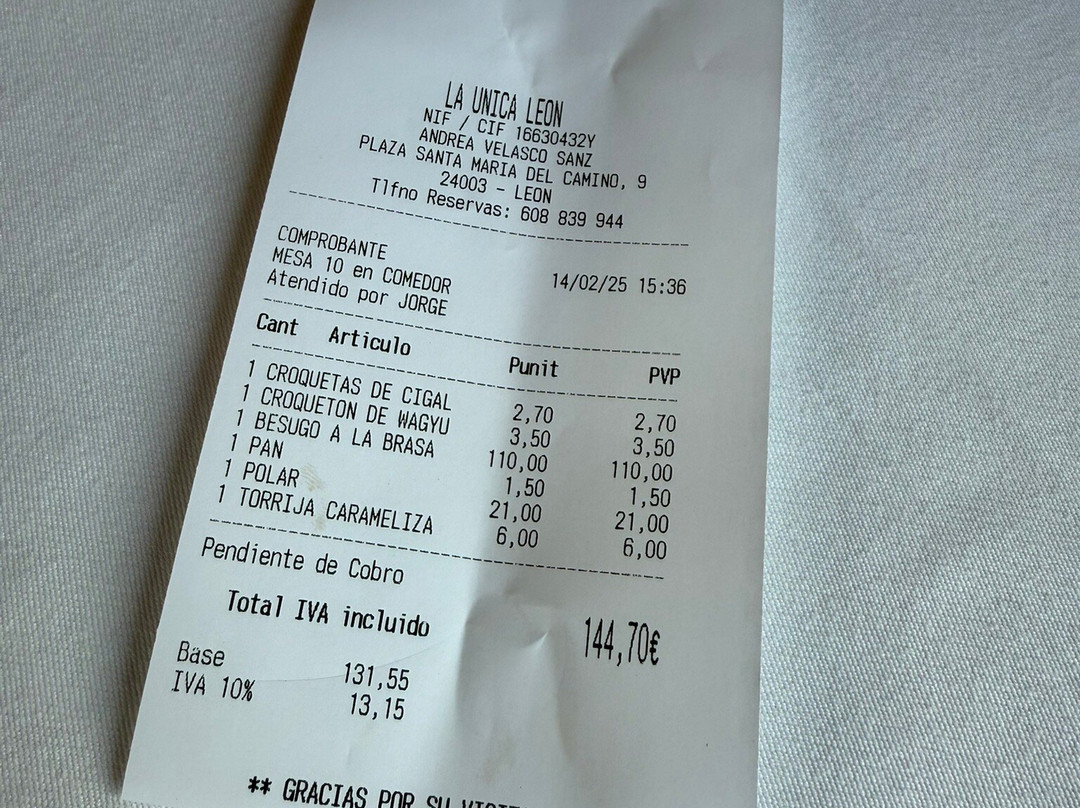 LA UNICA LEON
NIF / CIF 16630432Y
ANDREA VELASCO SANZ
PLAZA SANTA MARIA DEL CAMINO, 9
24003 - LEON
Tlfno Reservas: 608 839 944
COMPROBANTE
MESA 10 en COMEDOR 14/02/25 15:36
Atendido por JORGE
Cant Articulo Punit PVP
1 CROQUETAS DE CIGAL 2,70 2,70
1 CROQUETON DE WAGYU 3,50 3,50
1 BESUGO A LA BRASA 110,00 110,00
1 PAN 1,50 1,50
1 POLAR 21,00 21,00
1 TORRIJA CARAMELIZA 6,00 6,00
Pendiente de Cobro
Total IVA incluido 144,70€
Base 131,55
IVA 10% 13,15
** GRACIAS POR SU